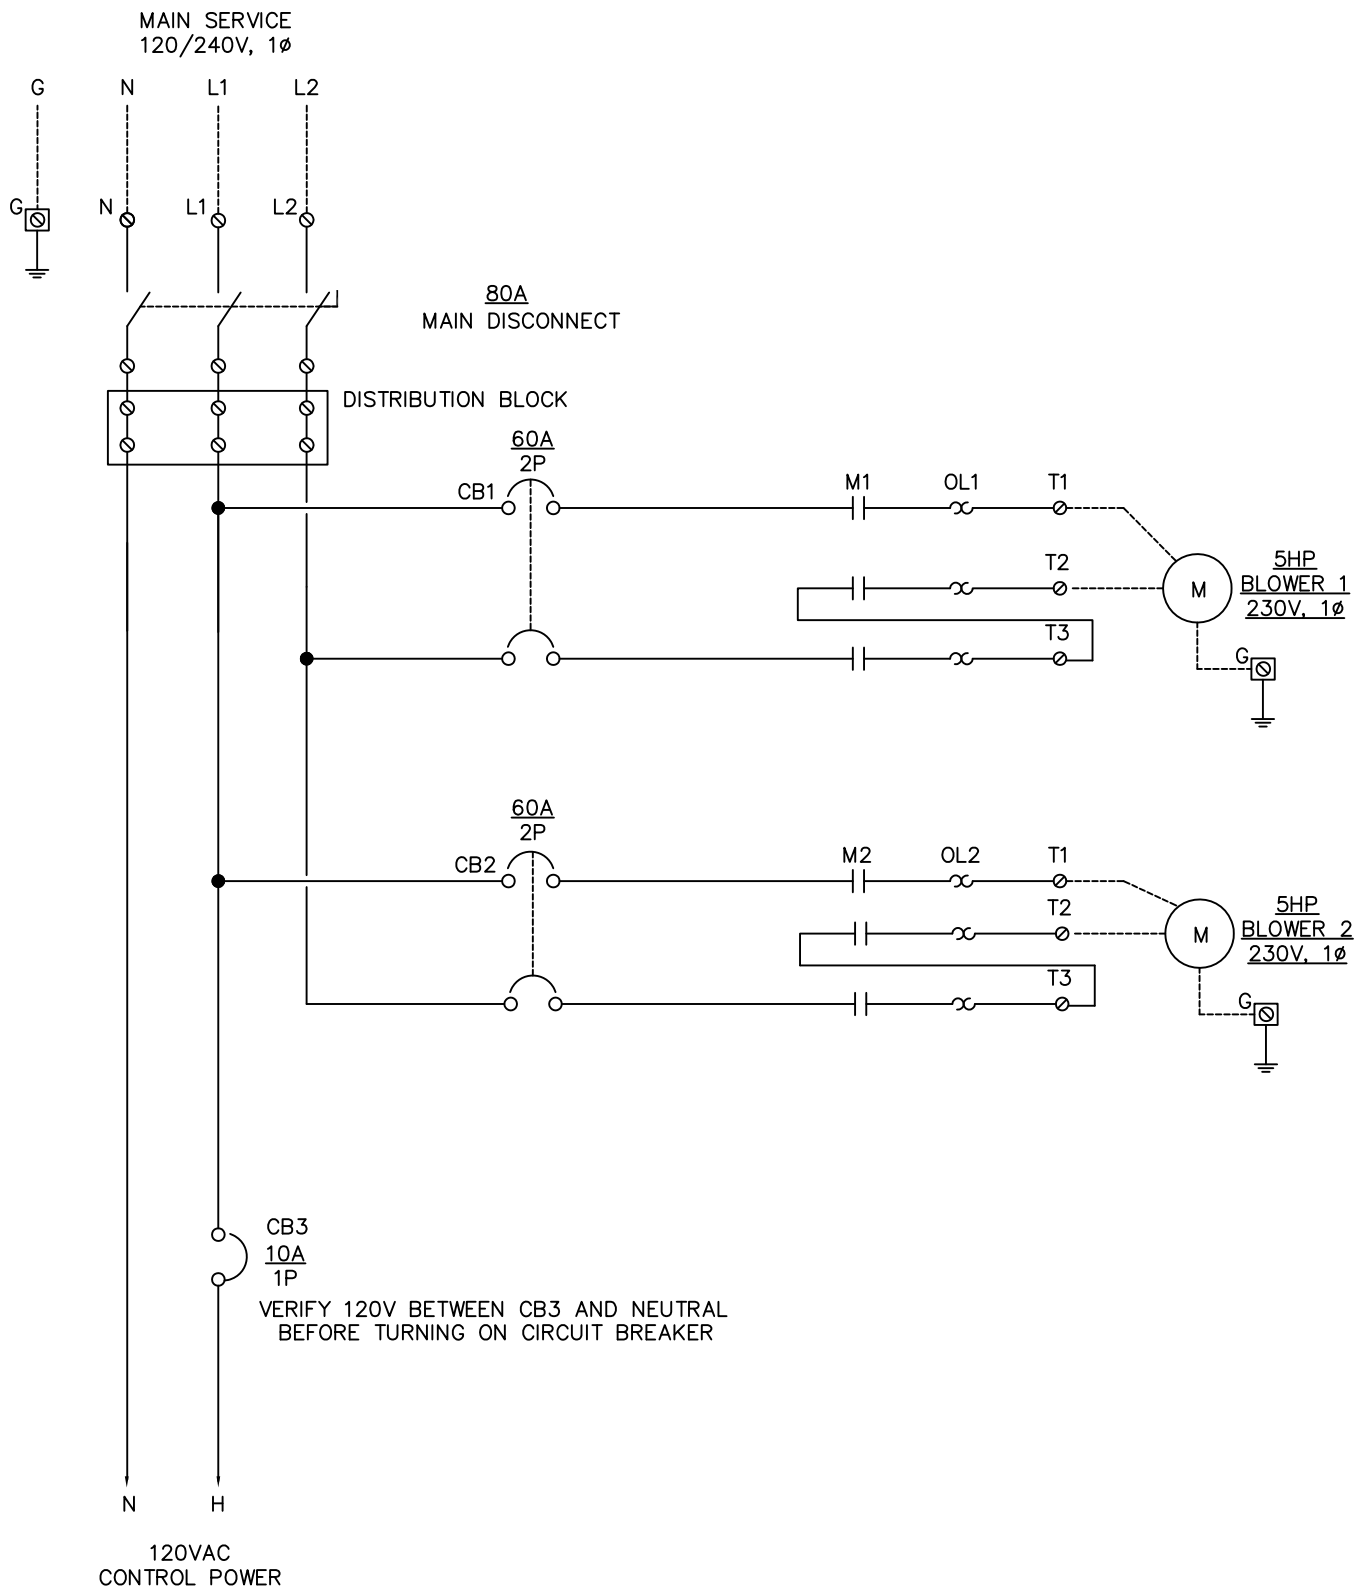 MAIN SERVICE
120/240V, 1ø
G N L1 L2
G N L1 L2
80A
MAIN DISCONNECT
DISTRIBUTION BLOCK
60A
2P
CB1 M1 OL1 T1
T2
5HP
BLOWER 1
230V, 1ø
M
T3
G
60A
2P
CB2 M2 OL2 T1
T2
5HP
BLOWER 2
230V, 1ø
M
T3
G
CB3
10A
1P
VERIFY 120V BETWEEN CB3 AND NEUTRAL
BEFORE TURNING ON CIRCUIT BREAKER
N H
120VAC
CONTROL POWER